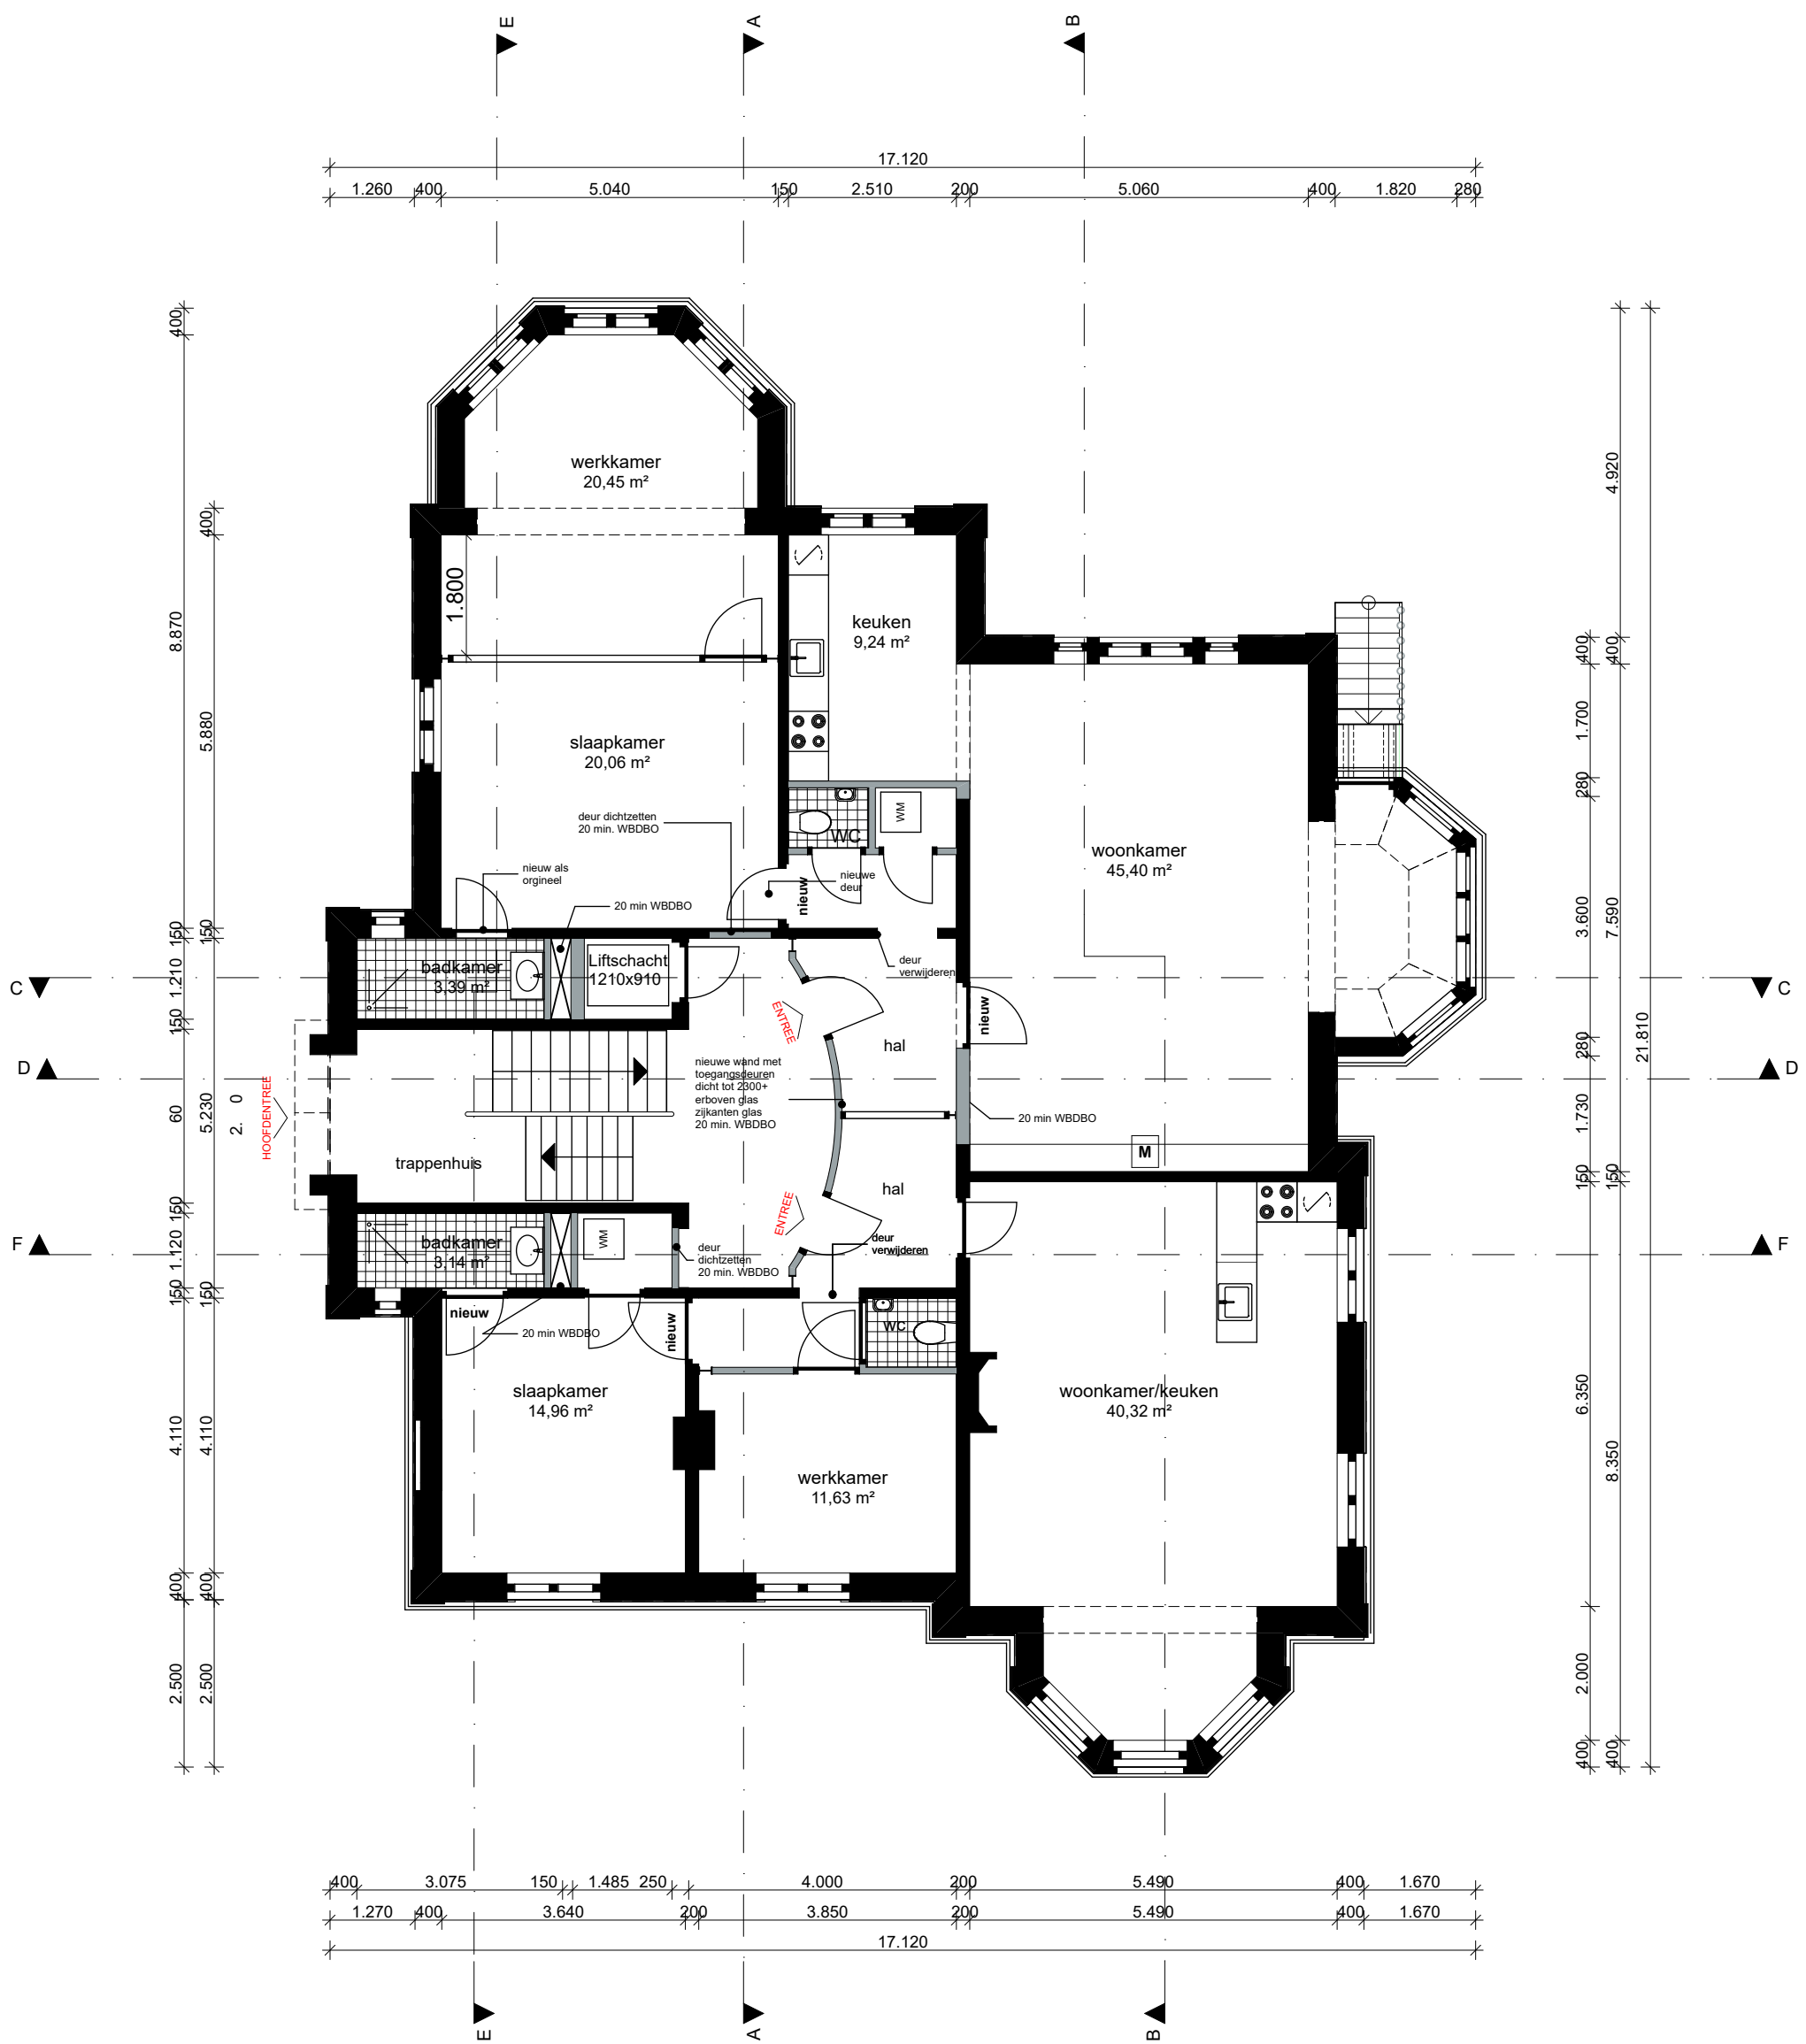 E
A
B
17.120
1.260 400 5.040 150 2.510 200 5.060 400 1.820 280
400
400
8.870
5.880
150
150
1.210
150
60
5.230
150
1.120
150
150
4.110
4.110
400
400
2.500
2.500
4.920
400
400
1.700
280
3.600
7.590
280
21.810
1.730
150
150
6.350
8.350
2.000
400
400
werkkamer
20,45 m²
1.800
keuken
9,24 m²
slaapkamer
20,06 m²
deur dichtzetten
20 min. WBDBO
WC
WM
woonkamer
45,40 m²
nieuw als
orgineel
nieuwe
deur
nieuw
20 min WBDBO
badkamer
3,39 m²
Liftschacht
1210x910
deur
verwijderen
C
C
ENTREE
nieuw
hal
D
D
nieuwe wand met
toegangsdeuren
dicht tot 2300+
erboven glas
zijkanten glas
20 min. WBDBO
HOOFDENTREE
2. 0
20 min WBDBO
M
trappenhuis
hal
ENTREE
F
F
badkamer
3,14 m²
WM
deur
dichtzetten
20 min. WBDBO
deur
verwijderen
nieuw
20 min WBDBO
nieuw
WC
slaapkamer
14,96 m²
woonkamer/keuken
40,32 m²
werkkamer
11,63 m²
400 3.075 150 1.485 250 4.000 200 5.490 400 1.670
1.270 400 3.640 200 3.850 200 5.490 400 1.670
17.120
E
A
B